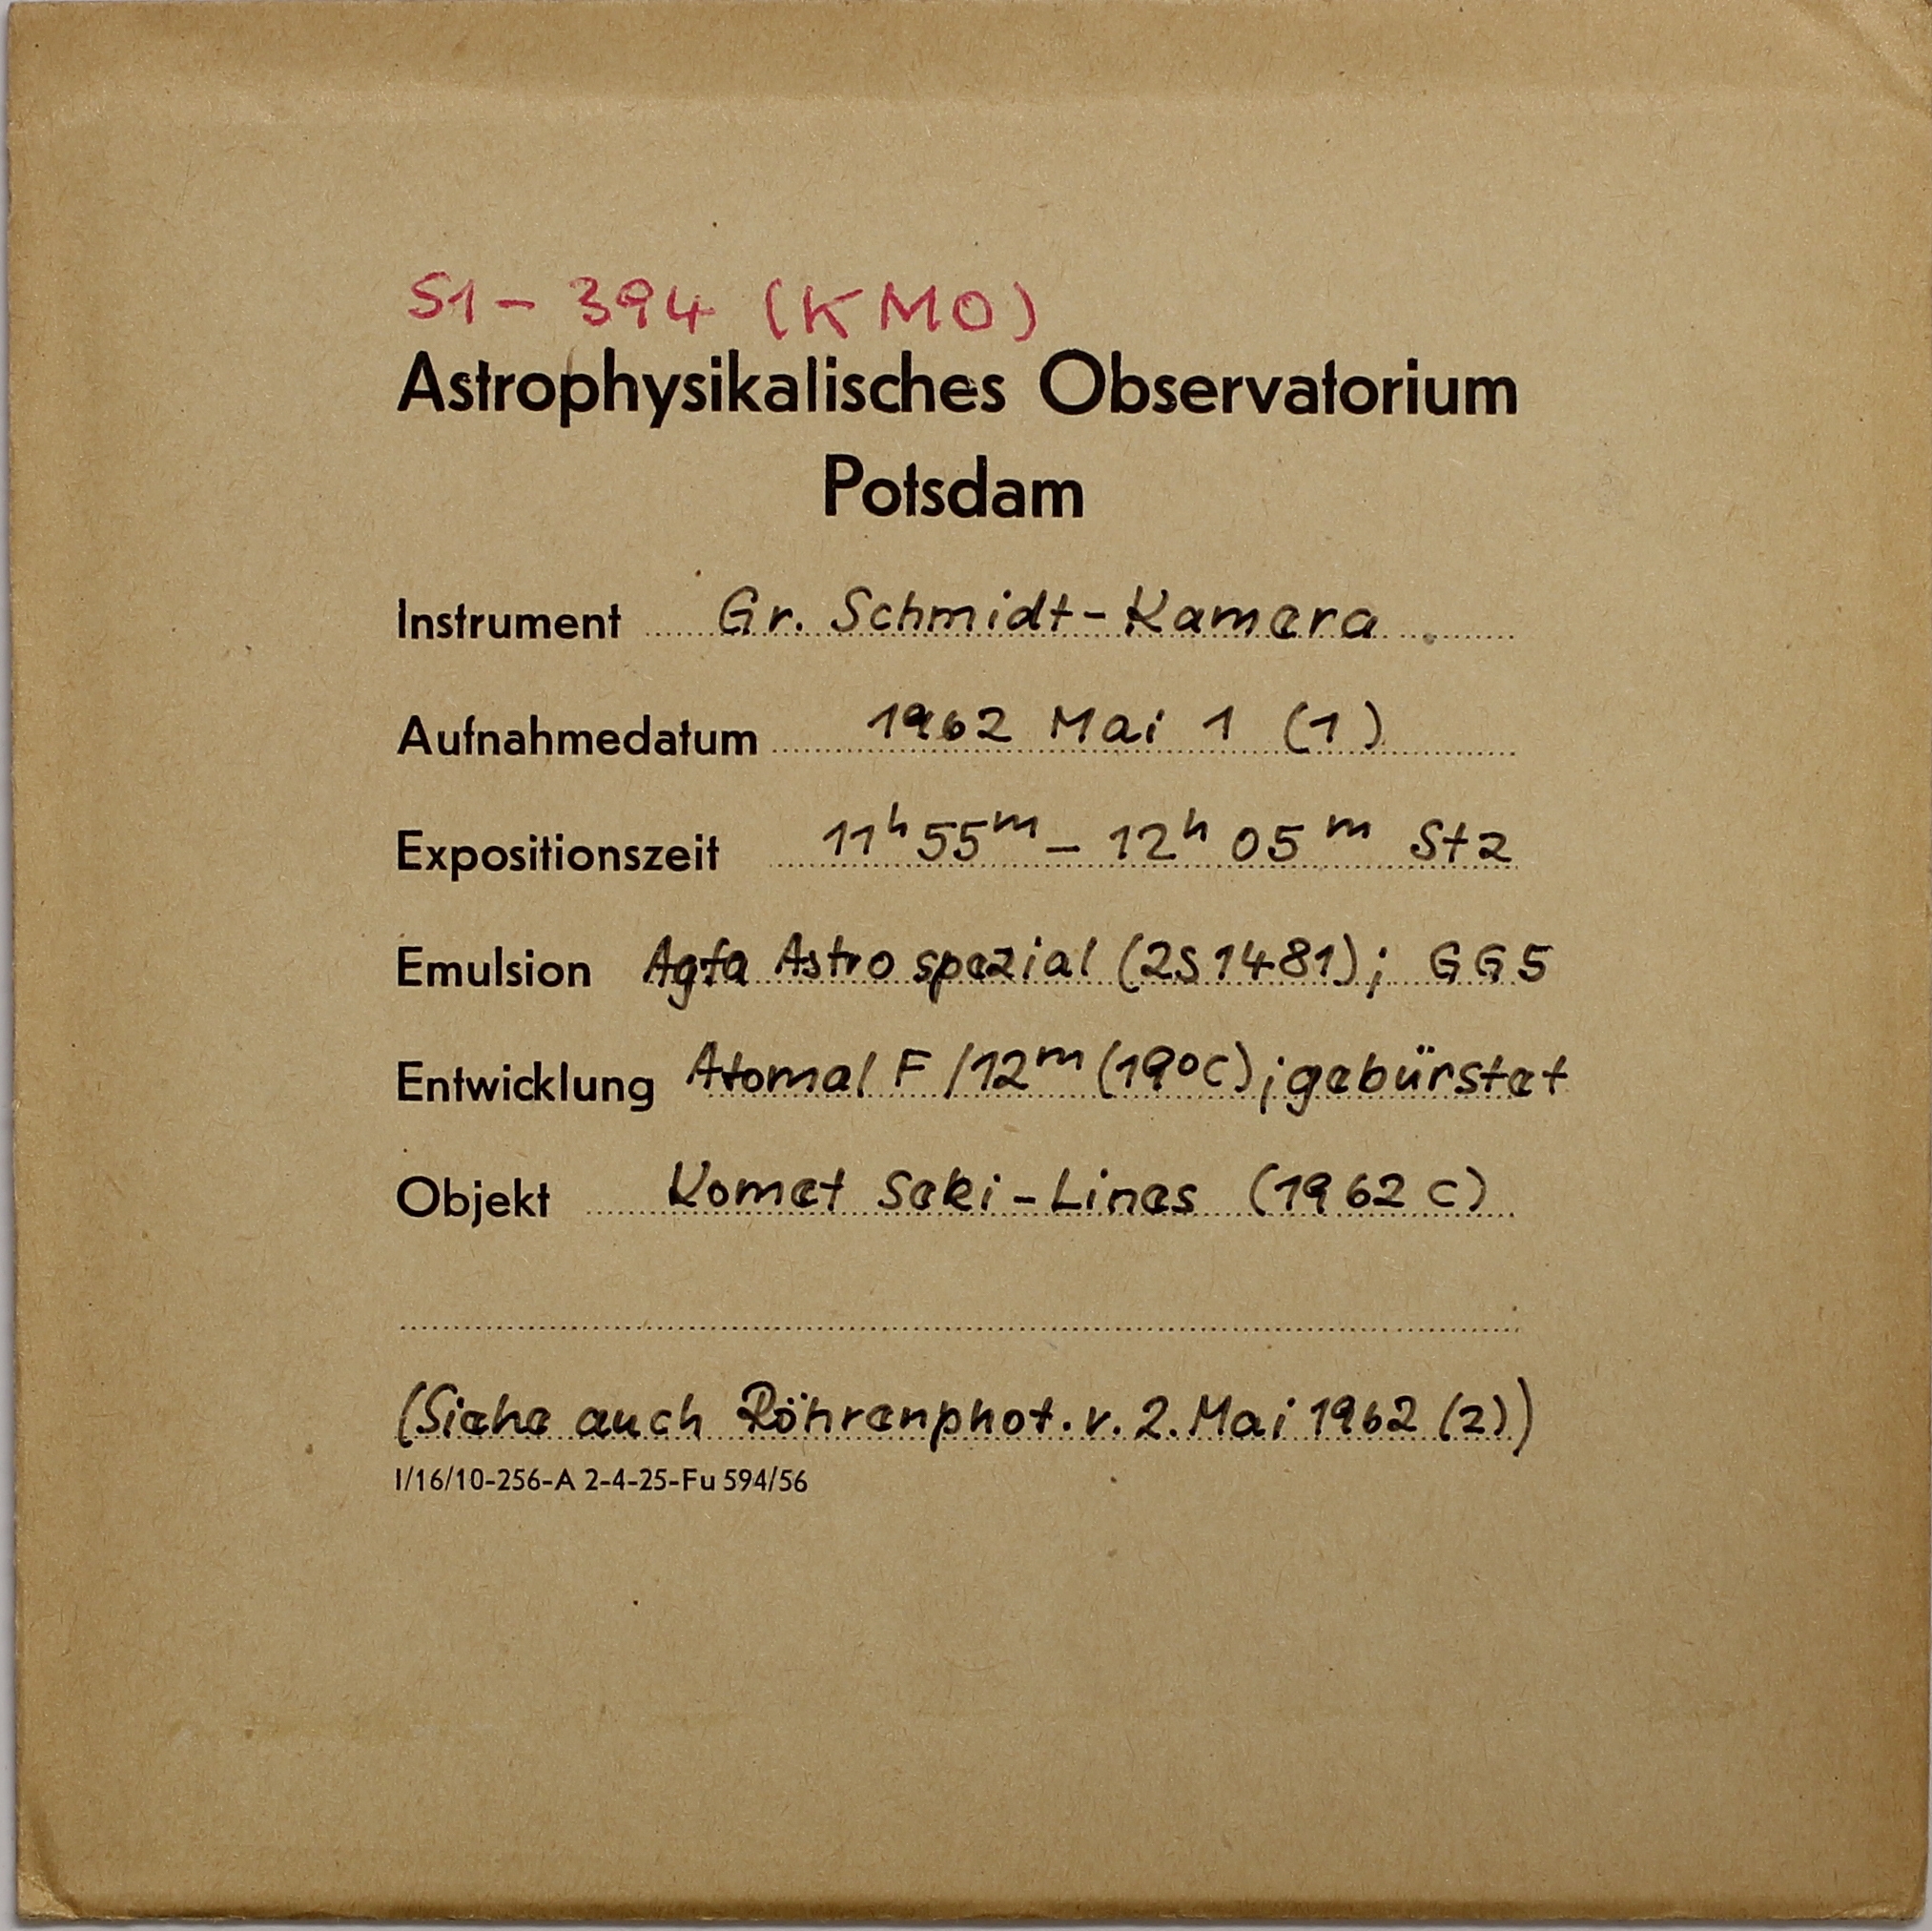 S1 - 394 (KMO)
Astrophysikalisches Observatorium
Potsdam
Instrument Gr. Schmidt-Kamera
Aufnahmedatum 1962 Mai 1 (1)
Expositionszeit 11h 55m - 12h 05m Stz
Emulsion Agfa Astro spezial (2S1481); GG5
Entwicklung Atomal F /12m (19°C); gebürstet
Objekt Komet Seki-Lines (1962 c)
(Siehe auch Röhrenphot. v. 2. Mai 1962 (2))
I/16/10-256-A 2-4-25-Fu 594/56